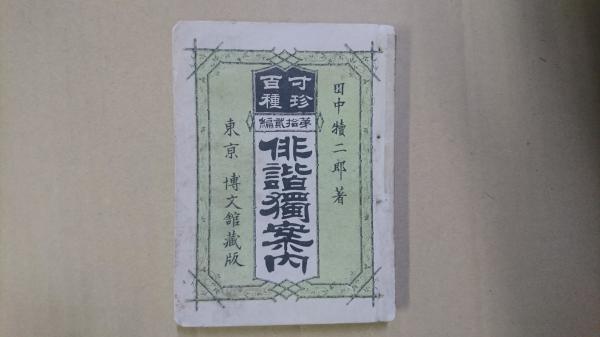 寸珍
百種
第拾貳編
俳諧獨案内
田中犢二郎著
東京 博文館藏版